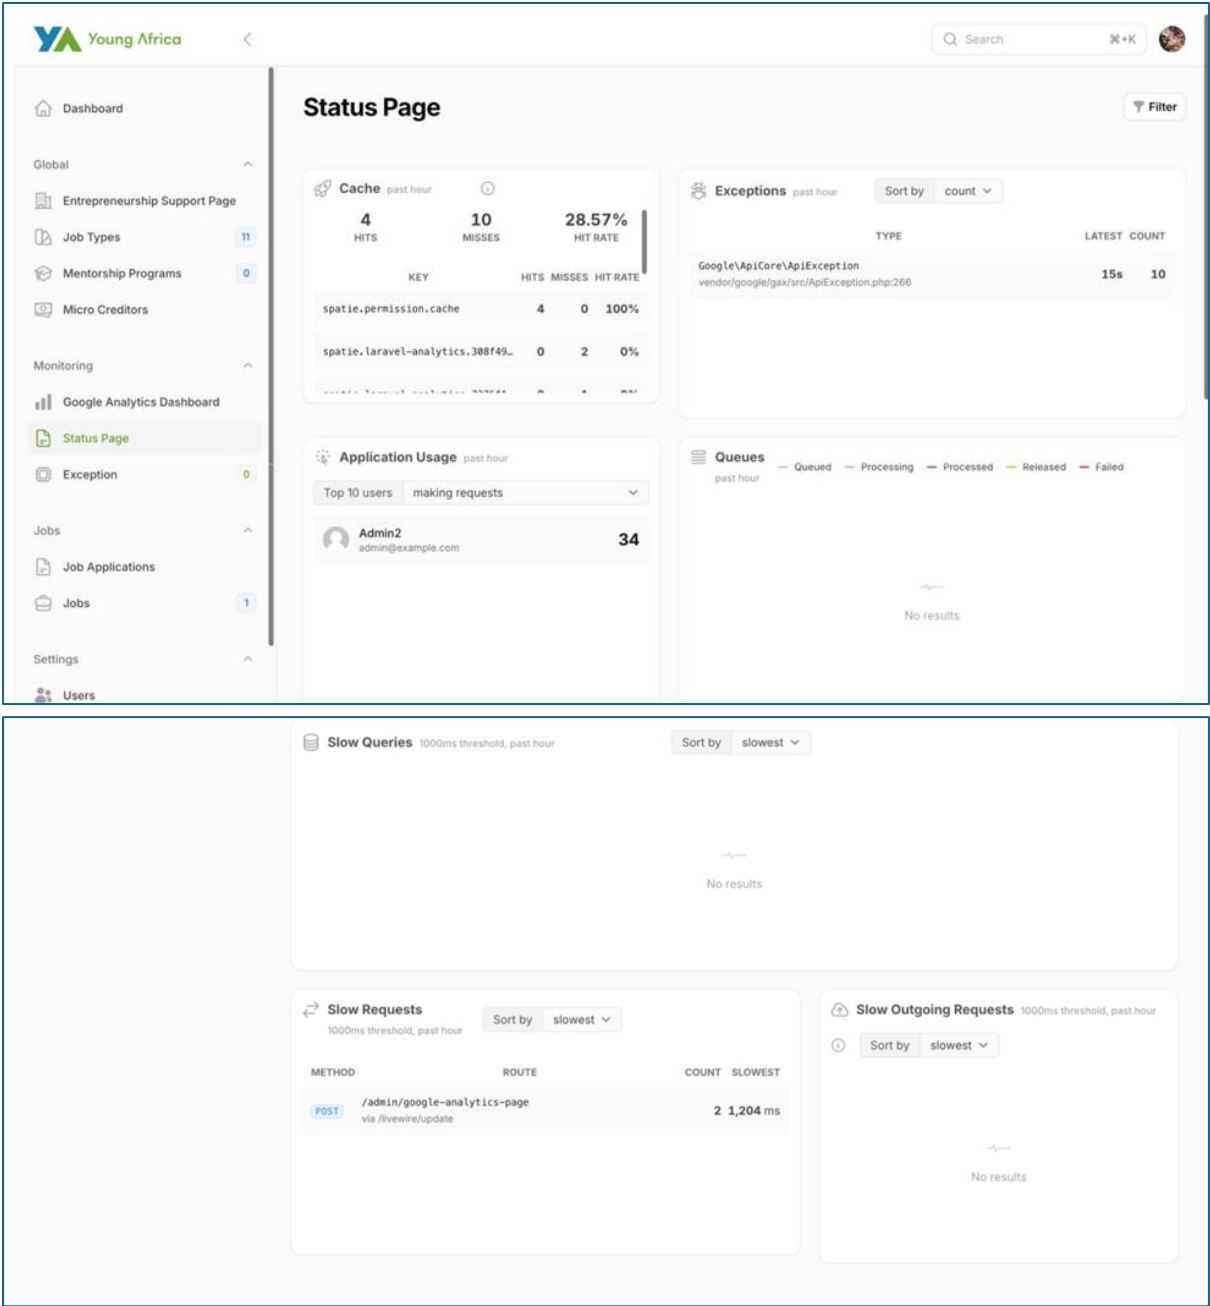 YA Young Africa
Search ⌘+K
Dashboard
Global
Entrepreneurship Support Page
Job Types 11
Mentorship Programs 0
Micro Creditors
Monitoring
Google Analytics Dashboard
Status Page
Exception 0
Jobs
Job Applications
Jobs 1
Settings
Users
Status Page
Filter
Cache past hour
4 10 28.57%
HITS MISSES HIT RATE
KEY HITS MISSES HIT RATE
spatie.permission.cache 4 0 100%
spatie.laravel-analytics.308f49… 0 2 0%
Exceptions past hour
Sort by count
TYPE LATEST COUNT
Google\ApiCore\ApiException
vendor/google/gax/src/ApiException.php:266
15s 10
Application Usage past hour
Top 10 users making requests
Admin2
admin@example.com
34
Queues
past hour
Queued Processing Processed Released Failed
No results
Slow Queries 1000ms threshold, past hour
Sort by slowest
No results
Slow Requests
1000ms threshold, past hour
Sort by slowest
METHOD ROUTE COUNT SLOWEST
POST /admin/google-analytics-page
via /livewire/update
2 1,204 ms
Slow Outgoing Requests 1000ms threshold, past hour
Sort by slowest
No results